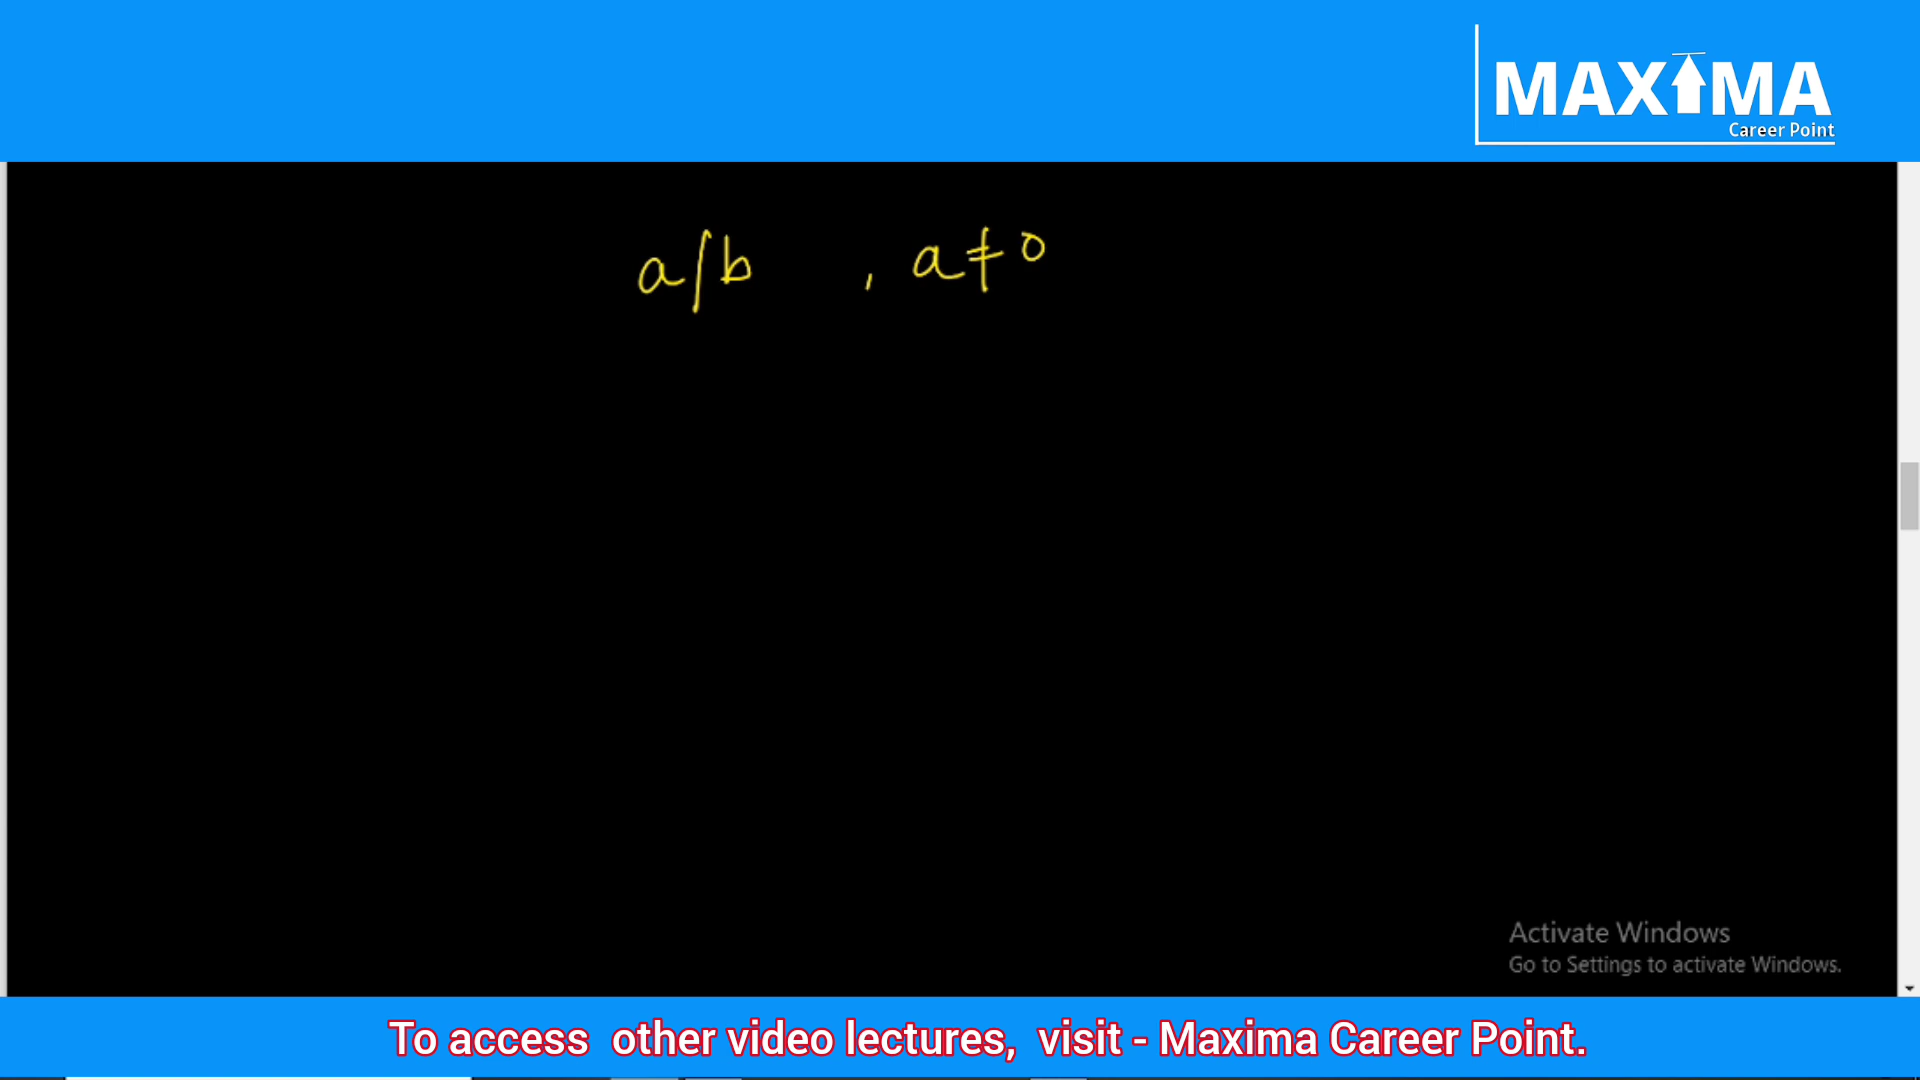 MAXIMA
Career Point
a/b , a≠0
Activate Windows
Go to Settings to activate Windows.
To access other video lectures, visit - Maxima Career Point.